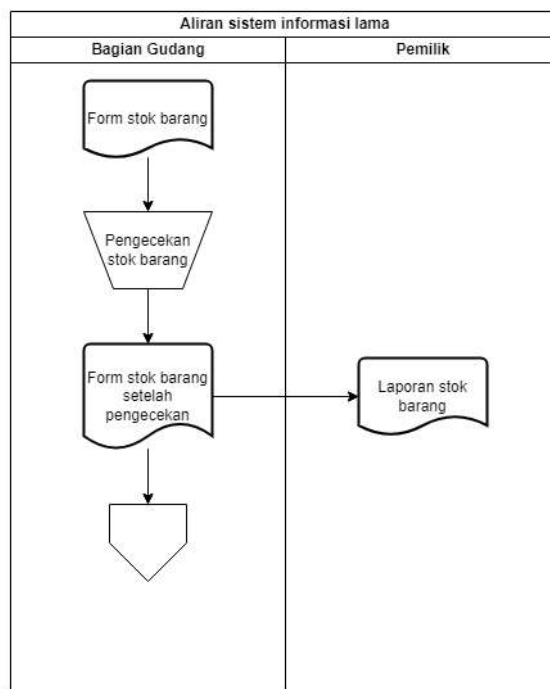 Aliran sistem informasi lama
Bagian Gudang
Pemilik
Form stok barang
Pengecekan
stok barang
Form stok barang
setelah
pengecekan
Laporan stok
barang